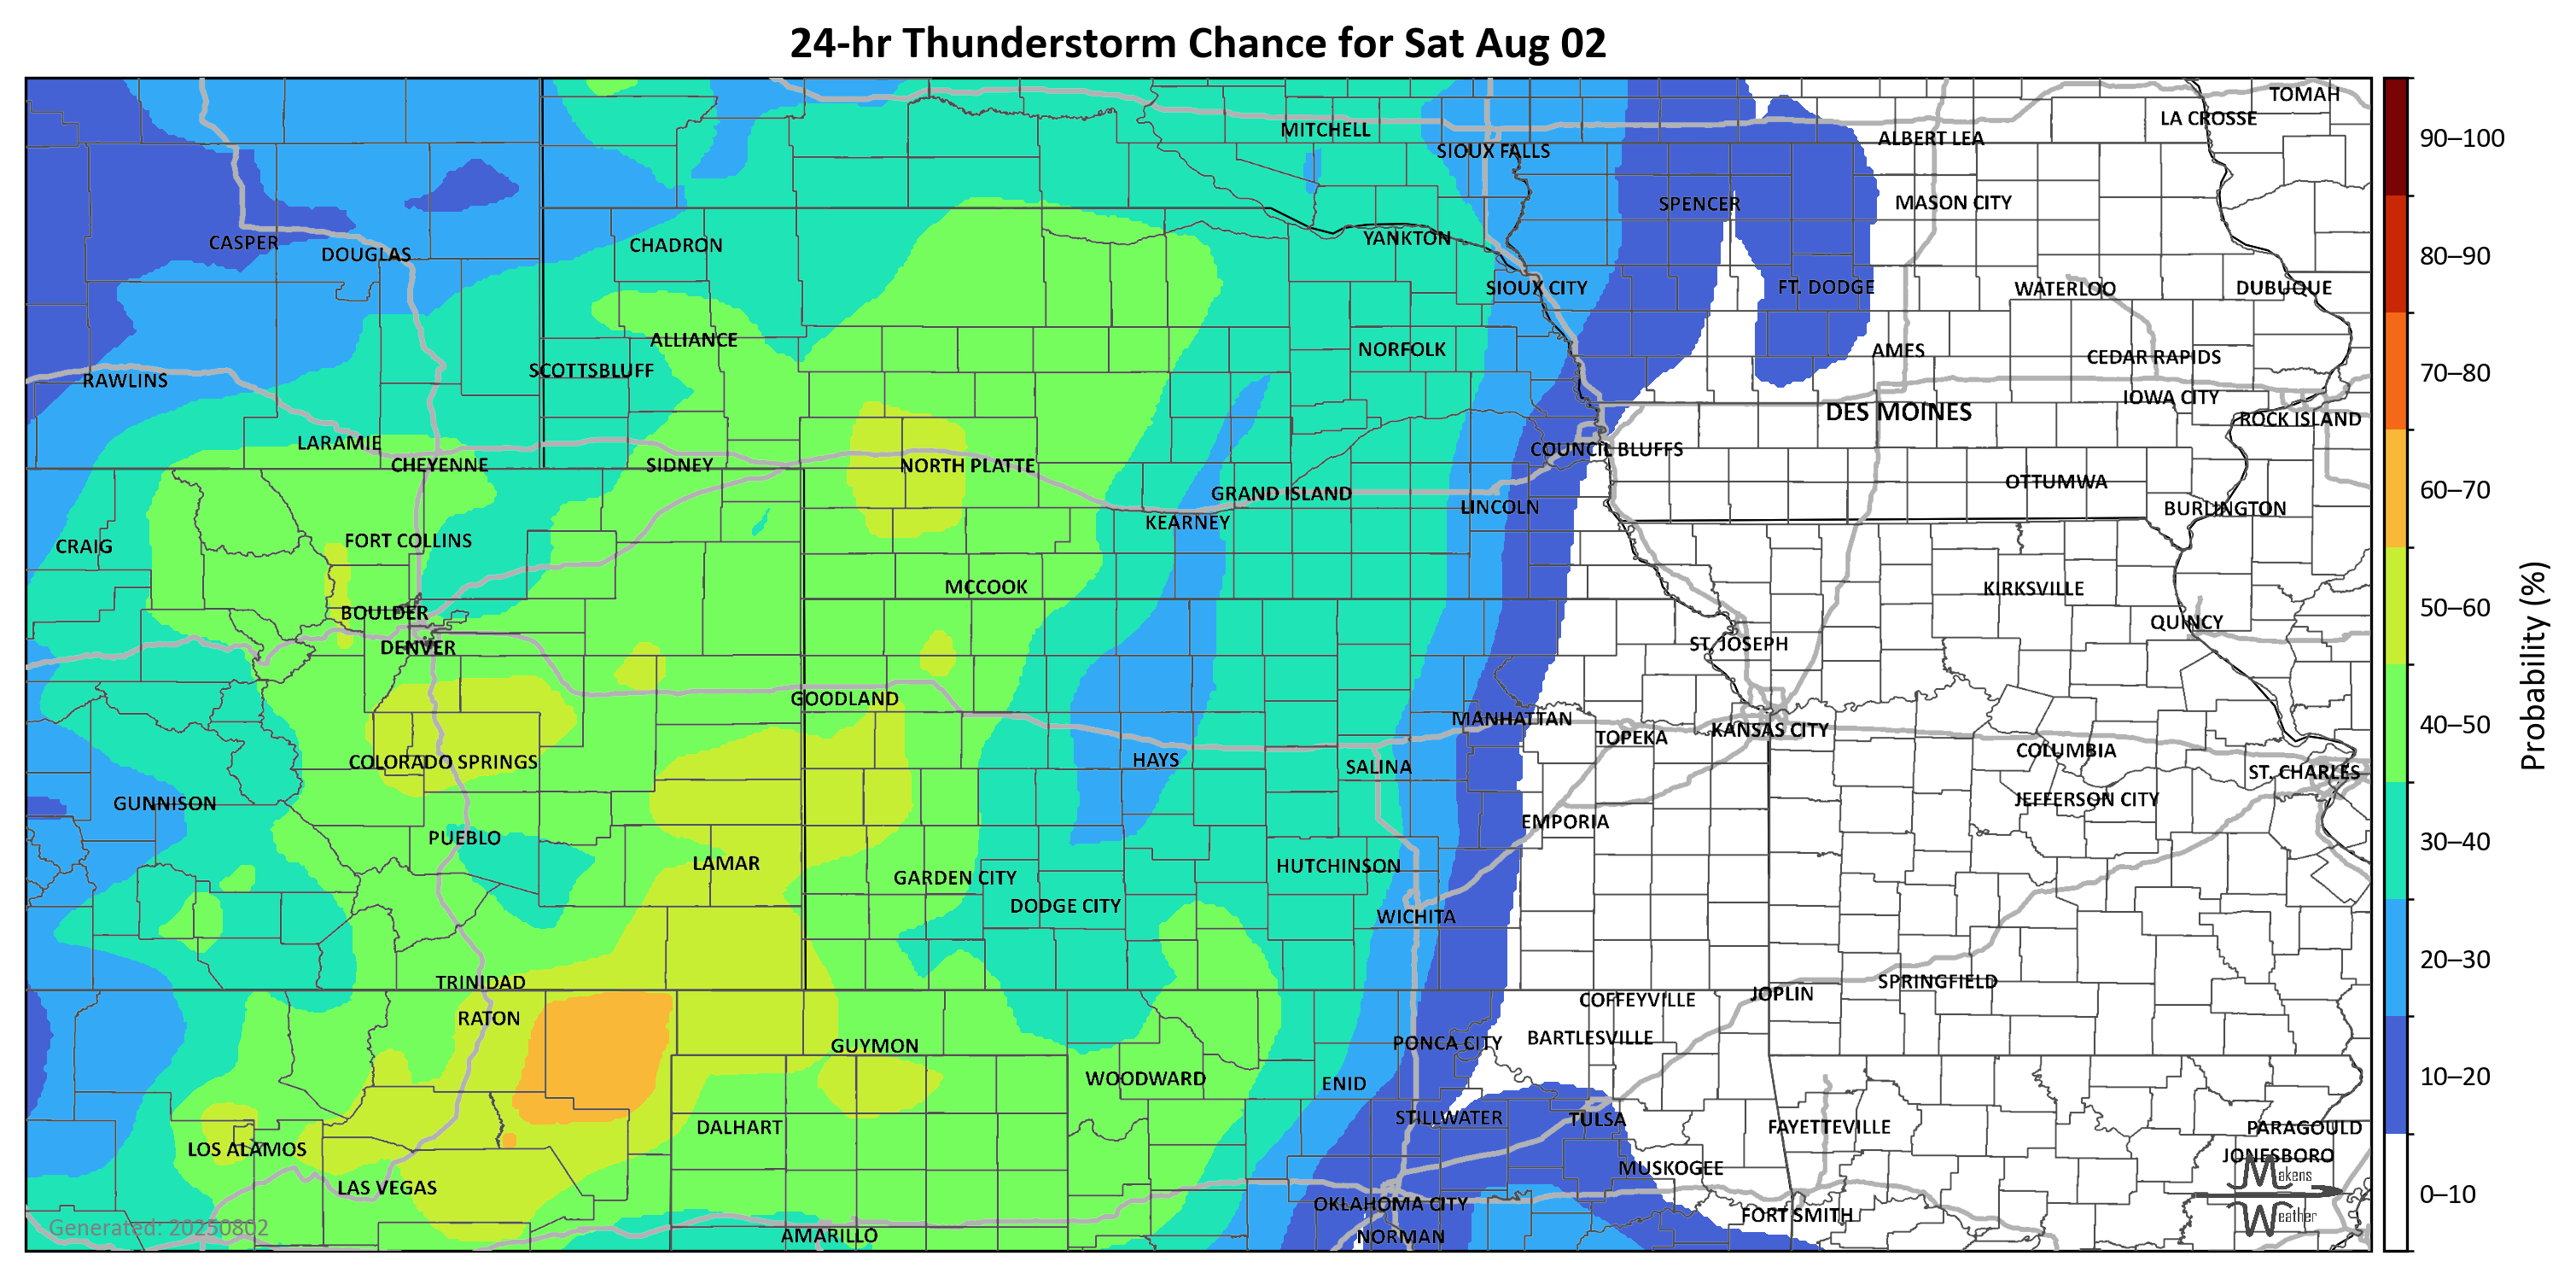 24-hr Thunderstorm Chance for Sat Aug 02
TOMAH
LA CROSSE
MITCHELL
ALBERT LEA
SIOUX FALLS
SPENCER
MASON CITY
CASPER
DOUGLAS
CHADRON
YANKTON
SIOUX CITY
FT. DODGE
WATERLOO
DUBUQUE
ALLIANCE
NORFOLK
AMES
CEDAR RAPIDS
SCOTTSBLUFF
RAWLINS
IOWA CITY
DES MOINES
ROCK ISLAND
LARAMIE
CHEYENNE
SIDNEY
NORTH PLATTE
COUNCIL BLUFFS
OTTUMWA
GRAND ISLAND
LINCOLN
BURLINGTON
KEARNEY
CRAIG
FORT COLLINS
MCCOOK
KIRKSVILLE
BOULDER
QUINCY
DENVER
ST. JOSEPH
GOODLAND
MANHATTAN
TOPEKA
KANSAS CITY
COLUMBIA
COLORADO SPRINGS
HAYS
SALINA
ST. CHARLES
GUNNISON
JEFFERSON CITY
PUEBLO
EMPORIA
LAMAR
GARDEN CITY
HUTCHINSON
DODGE CITY
WICHITA
TRINIDAD
SPRINGFIELD
COFFEYVILLE
JOPLIN
RATON
GUYMON
PONCA CITY
BARTLESVILLE
WOODWARD
ENID
DALHART
STILLWATER
TULSA
FAYETTEVILLE
PARAGOULD
LOS ALAMOS
JONESBORO
LAS VEGAS
MUSKOGEE
OKLAHOMA CITY
FORT SMITH
AMARILLO
NORMAN
Generated: 20250802
Makens
Weather
90–100
80–90
70–80
60–70
50–60
40–50
30–40
20–30
10–20
0–10
Probability (%)